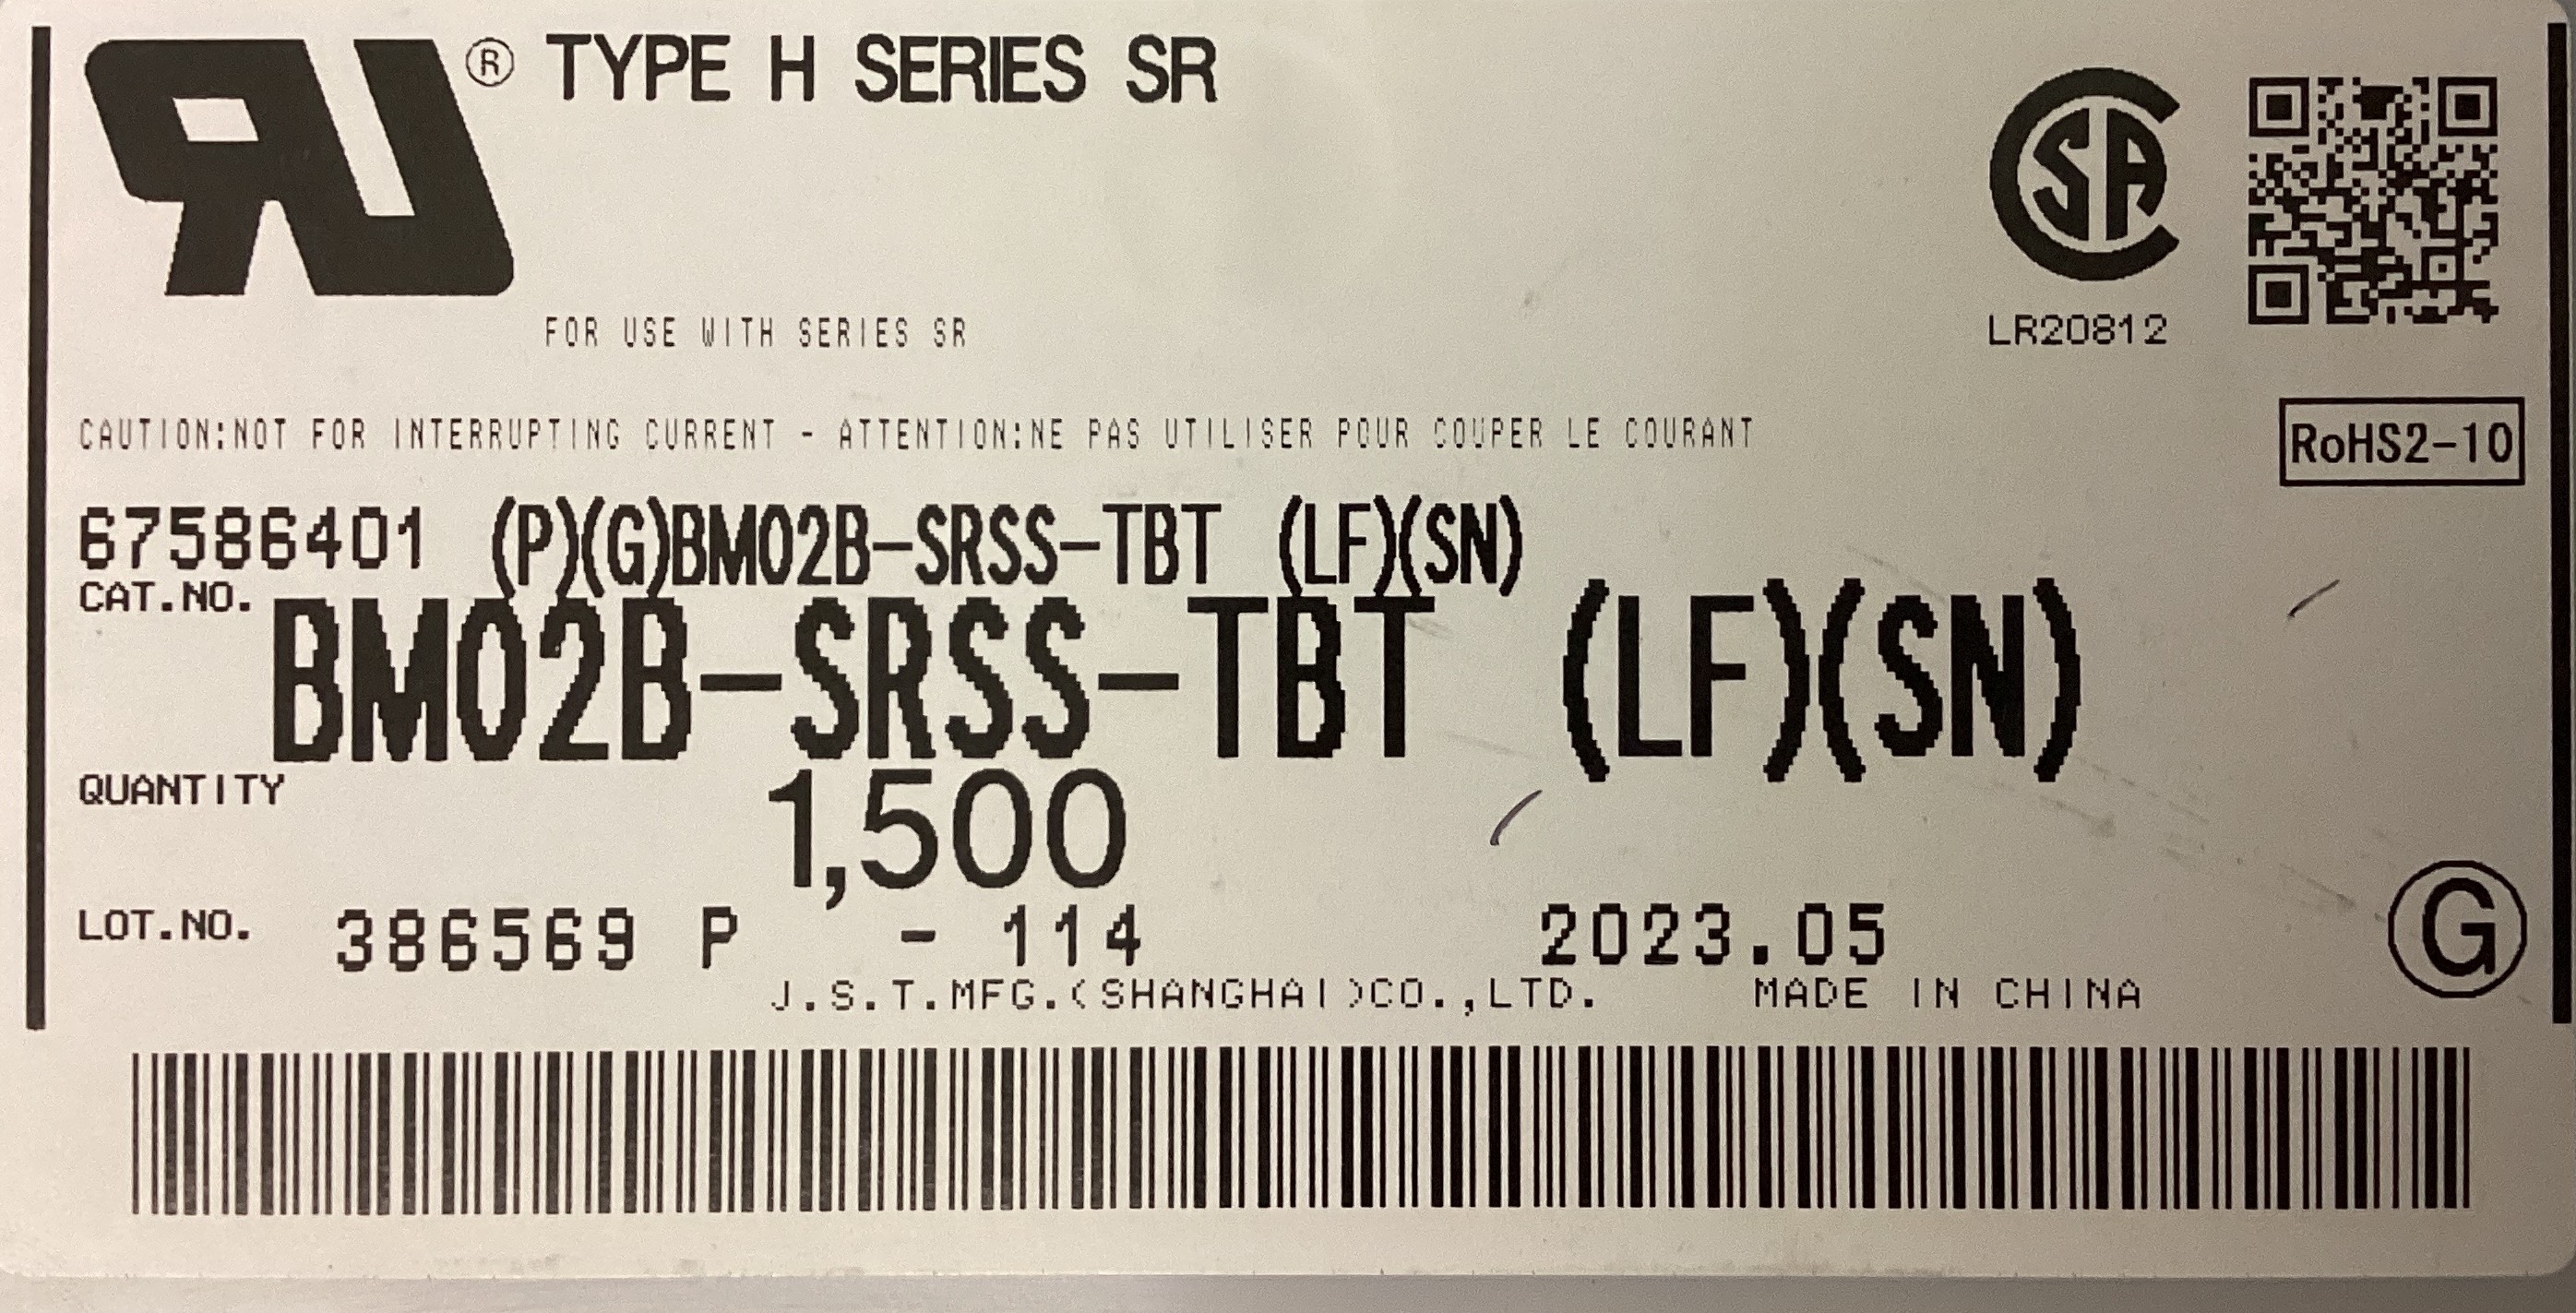 RU® TYPE H SERIES SR
CSA
LR20812
FOR USE WITH SERIES SR
CAUTION:NOT FOR INTERRUPTING CURRENT - ATTENTION:NE PAS UTILISER POUR COUPER LE COURANT
RoHS2-10
67586401 (P)(G)BM02B-SRSS-TBT (LF)(SN)
CAT.NO. BM02B-SRSS-TBT (LF)(SN)
QUANTITY 1,500
LOT.NO. 386569 P - 114 2023.05
G
J.S.T.MFG.(SHANGHAI)CO.,LTD. MADE IN CHINA